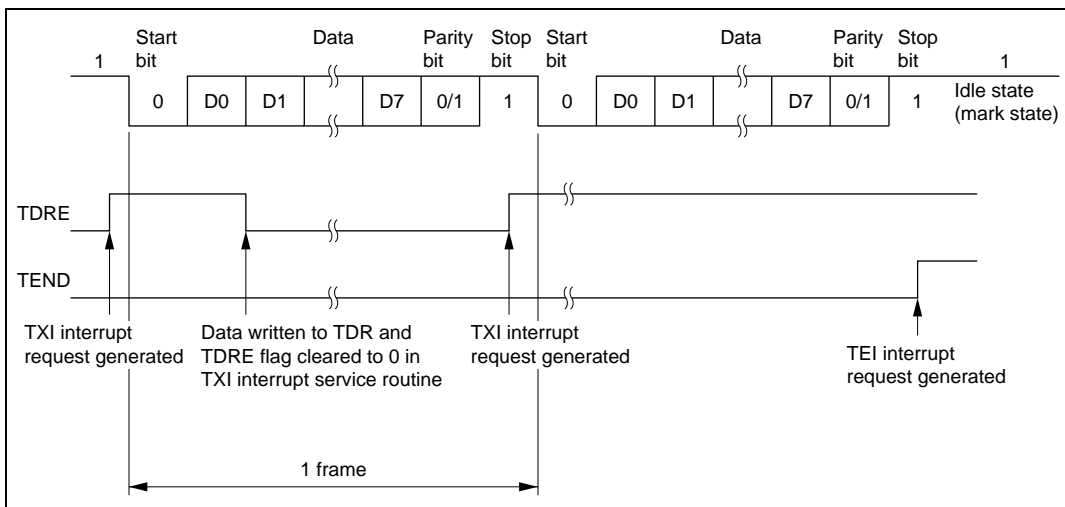 Start bit Data Parity bit Stop bit Start bit Data Parity bit Stop bit
1 0 D0 D1 D7 0/1 1 0 D0 D1 D7 0/1 1 1
Idle state
(mark state)
TDRE
TEND
TXI interrupt
request generated
Data written to TDR and
TDRE flag cleared to 0 in
TXI interrupt service routine
TXI interrupt
request generated
TEI interrupt
request generated
1 frame